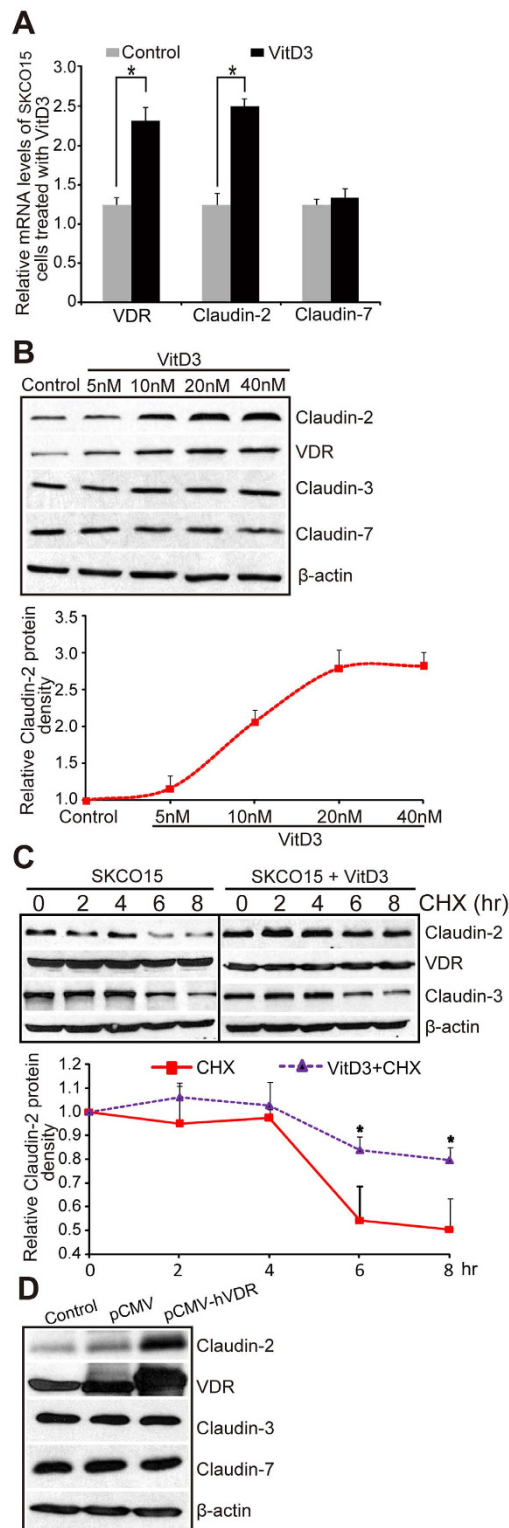 A
Control VitD3
Relative mRNA levels of SKCO15
cells treated with VitD3
3.0
2.5
2.0
1.5
1.0
0.5
0
* *
VDR Claudin-2 Claudin-7
B
VitD3
Control 5nM 10nM 20nM 40nM
Claudin-2
VDR
Claudin-3
Claudin-7
β-actin
Relative Claudin-2 protein
density
3.5
3.0
2.5
2.0
1.5
1.0
Control 5nM 10nM 20nM 40nM
VitD3
C
SKCO15 SKCO15 + VitD3
0 2 4 6 8 0 2 4 6 8 CHX (hr)
Claudin-2
VDR
Claudin-3
β-actin
CHX VitD3+CHX
Relative Claudin-2 protein
density
1.2
1.0
0.9
0.8
0.7
0.6
0.5
0.4
* *
0 2 4 6 8 hr
D
Control pCMV pCMV-hVDR
Claudin-2
VDR
Claudin-3
Claudin-7
β-actin